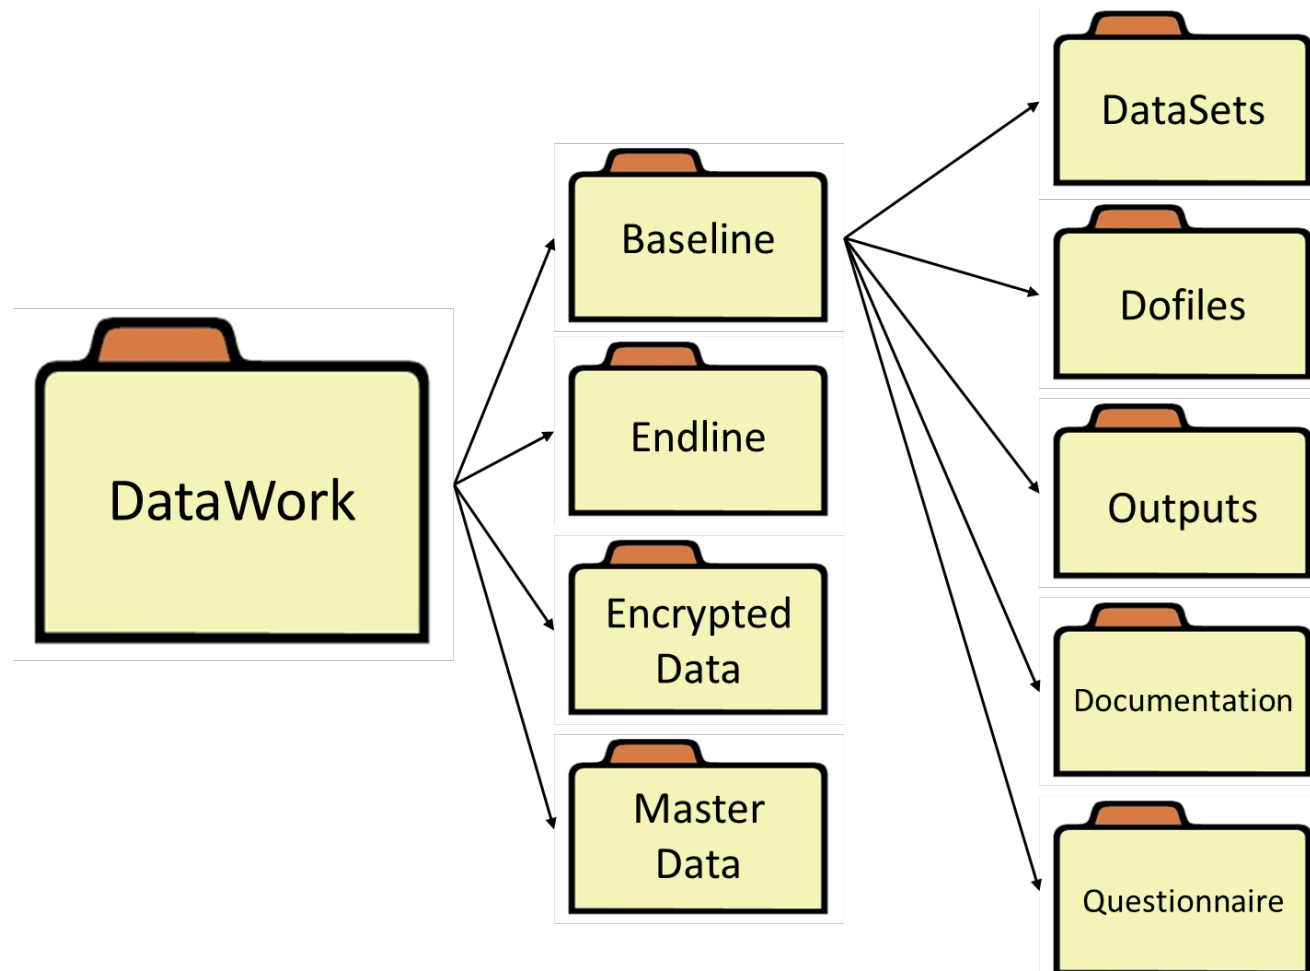 DataWork
Baseline
Endline
Encrypted
Data
Master
Data
DataSets
Dofiles
Outputs
Documentation
Questionnaire